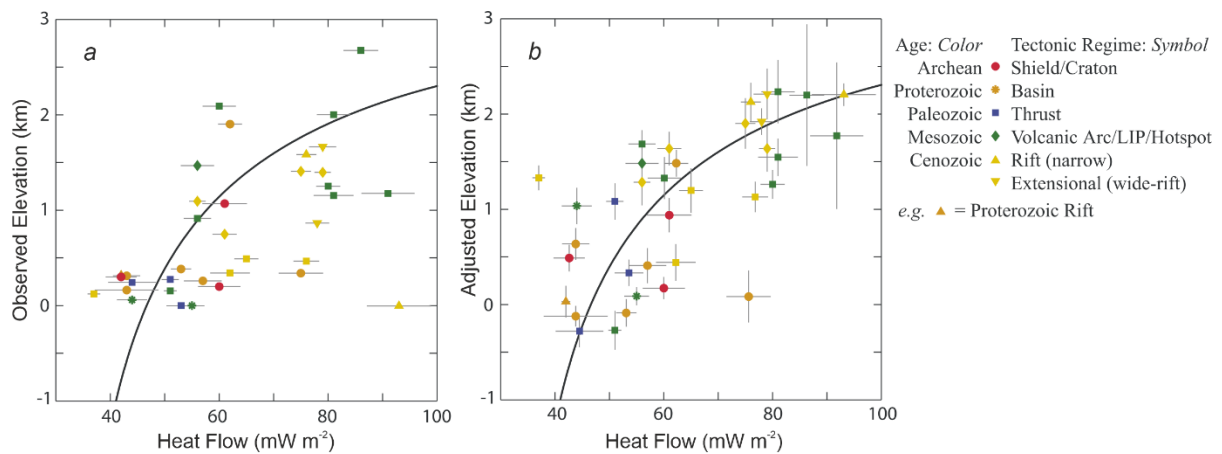 a
3
2
1
0
-1
Observed Elevation (km)
40 60 80 100
Heat Flow (mW m⁻²)
b
3
2
1
0
-1
Adjusted Elevation (km)
40 60 80 100
Heat Flow (mW m⁻²)
Age: Color Tectonic Regime: Symbol
Archean Shield/Craton
Proterozoic Basin
Paleozoic Thrust
Mesozoic Volcanic Arc/LIP/Hotspot
Cenozoic Rift (narrow)
Extensional (wide-rift)
e.g. = Proterozoic Rift